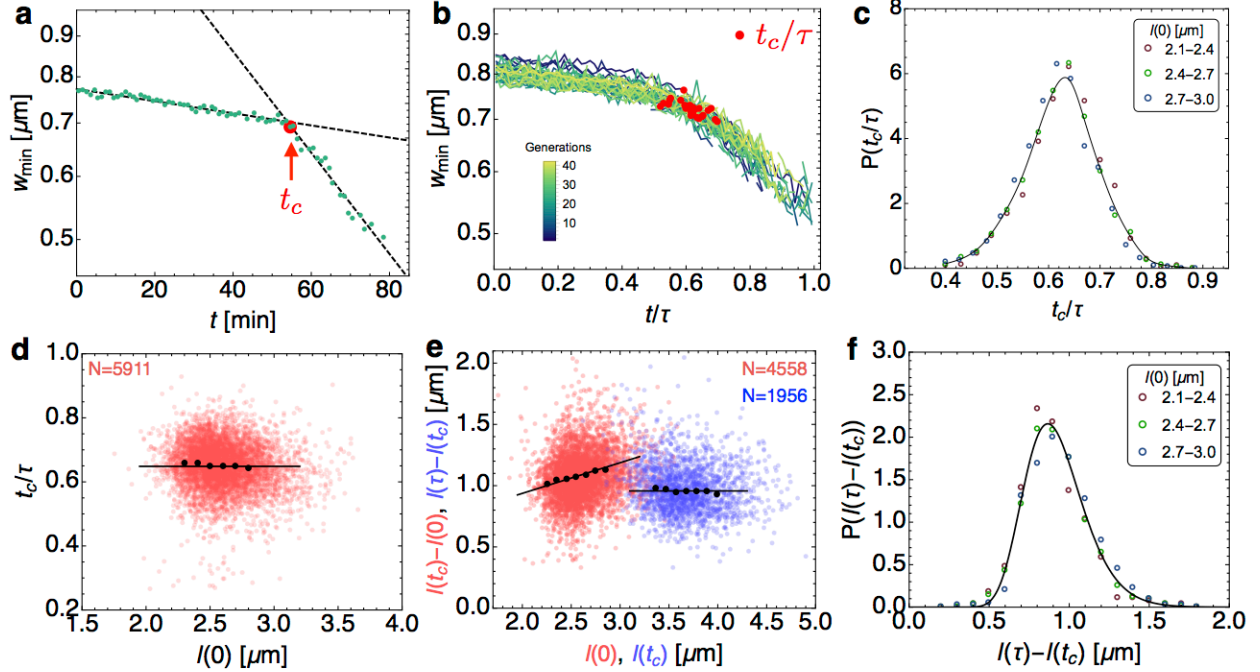 a
0.9
0.8
0.7
0.6
0.5
w_min [µm]
t_c
0 20 40 60 80
t [min]
b
0.9
0.8
0.7
0.6
0.5
w_min [µm]
t_c/τ
Generations
40
30
20
10
0.0 0.2 0.4 0.6 0.8 1.0
t/τ
c
8
6
4
2
0
P(t_c/τ)
l(0) [µm]
2.1–2.4
2.4–2.7
2.7–3.0
0.4 0.5 0.6 0.7 0.8 0.9
t_c/τ
d
N=5911
1.0
0.8
0.6
0.4
0.2
t_c/τ
1.5 2.0 2.5 3.0 3.5 4.0
l(0) [µm]
e
N=4558
N=1956
2.0
1.5
1.0
0.5
0.0
l(t_c)–l(0), l(τ)–l(t_c) [µm]
2.0 2.5 3.0 3.5 4.0 4.5 5.0
l(0), l(t_c) [µm]
f
3.0
2.5
2.0
1.5
1.0
0.5
0.0
P(l(τ)–l(t_c))
l(0) [µm]
2.1–2.4
2.4–2.7
2.7–3.0
0.0 0.5 1.0 1.5 2.0
l(τ)–l(t_c) [µm]